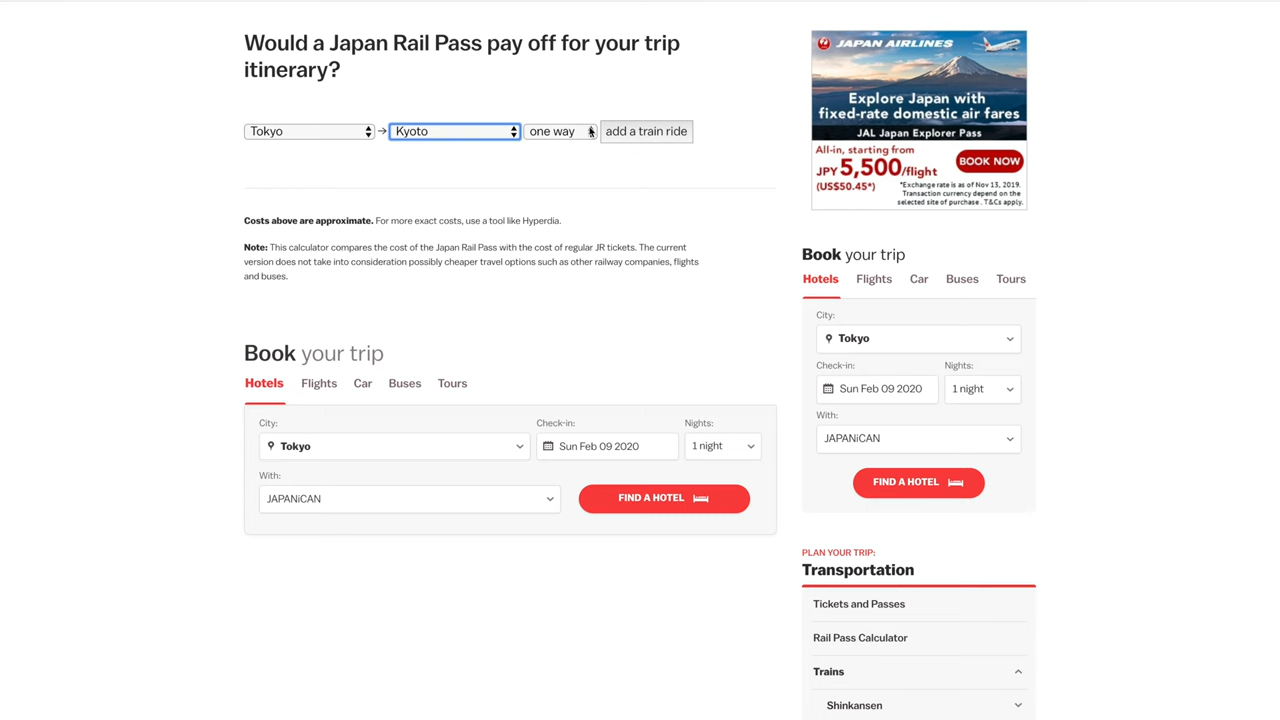 Would a Japan Rail Pass pay off for your trip
itinerary?
Tokyo → Kyoto one way add a train ride
Costs above are approximate. For more exact costs, use a tool like Hyperdia.
Note: This calculator compares the cost of the Japan Rail Pass with the cost of regular JR tickets. The current
version does not take into consideration possibly cheaper travel options such as other railway companies, flights
and buses.
Book your trip
Hotels Flights Car Buses Tours
City: Check-in: Nights:
Tokyo Sun Feb 09 2020 1 night
With:
JAPANiCAN FIND A HOTEL
JAPAN AIRLINES
Explore Japan with
fixed-rate domestic air fares
JAL Japan Explorer Pass
All-in, starting from
JPY 5,500/flight
(US$50.45*)
BOOK NOW
*Exchange rate is as of Nov 13, 2019.
Transaction currency depend on the
selected site of purchase. T&Cs apply.
Book your trip
Hotels Flights Car Buses Tours
City:
Tokyo
Check-in: Nights:
Sun Feb 09 2020 1 night
With:
JAPANiCAN
FIND A HOTEL
PLAN YOUR TRIP:
Transportation
Tickets and Passes
Rail Pass Calculator
Trains
Shinkansen